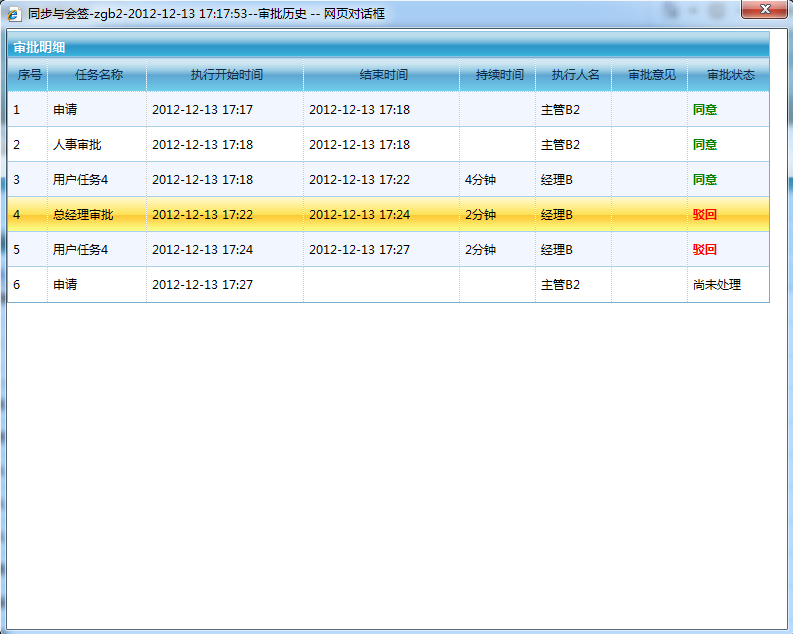 同步与会签-zgb2-2012-12-13 17:17:53--审批历史 -- 网页对话框
审批明细
序号 任务名称 执行开始时间 结束时间 持续时间 执行人名 审批意见 审批状态
1 申请 2012-12-13 17:17 2012-12-13 17:18 主管B2 同意
2 人事审批 2012-12-13 17:18 2012-12-13 17:18 主管B2 同意
3 用户任务4 2012-12-13 17:18 2012-12-13 17:22 4分钟 经理B 同意
4 总经理审批 2012-12-13 17:22 2012-12-13 17:24 2分钟 经理B 驳回
5 用户任务4 2012-12-13 17:24 2012-12-13 17:27 2分钟 经理B 驳回
6 申请 2012-12-13 17:27 主管B2 尚未处理